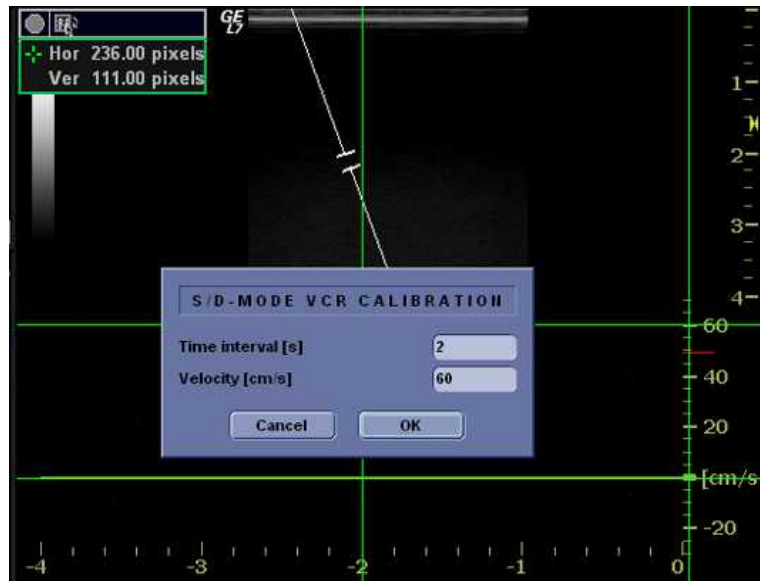 GE
L7
Hor 236.00 pixels
Ver 111.00 pixels
1
2
3
4
S/D-MODE VCR CALIBRATION
Time interval [s] 2
Velocity [cm/s] 60
Cancel OK
60
40
20
[cm/s
-20
-4 -3 -2 -1 0